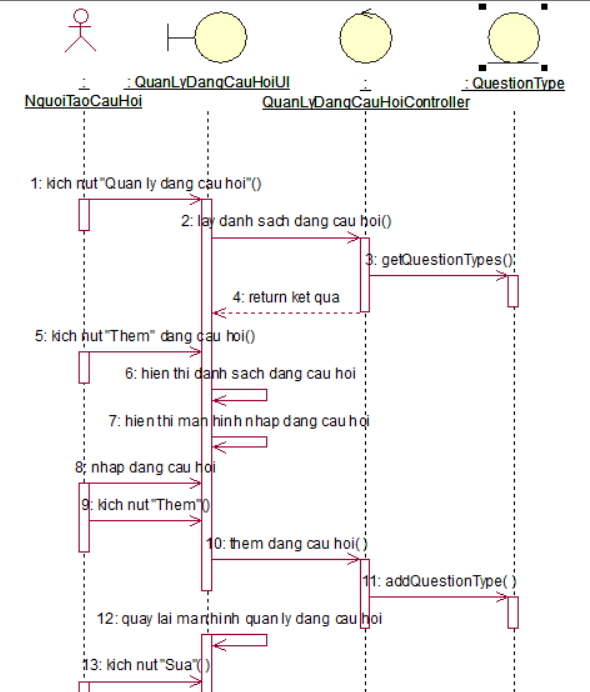 :
: QuanLyDangCauHoiUI
:
: QuestionType
NguoiTaoCauHoi
QuanLyDangCauHoiController
1: kich nut "Quan ly dang cau hoi"()
2: lay danh sach dang cau hoi()
3: getQuestionTypes()
4: return ket qua
5: kich nut "Them" dang cau hoi()
6: hien thi danh sach dang cau hoi
7: hien thi man hinh nhap dang cau hoi
8: nhap dang cau hoi
9: kich nut "Them"()
10: them dang cau hoi( )
11: addQuestionType( )
12: quay lai man hinh quan ly dang cau hoi
13: kich nut "Sua"( )